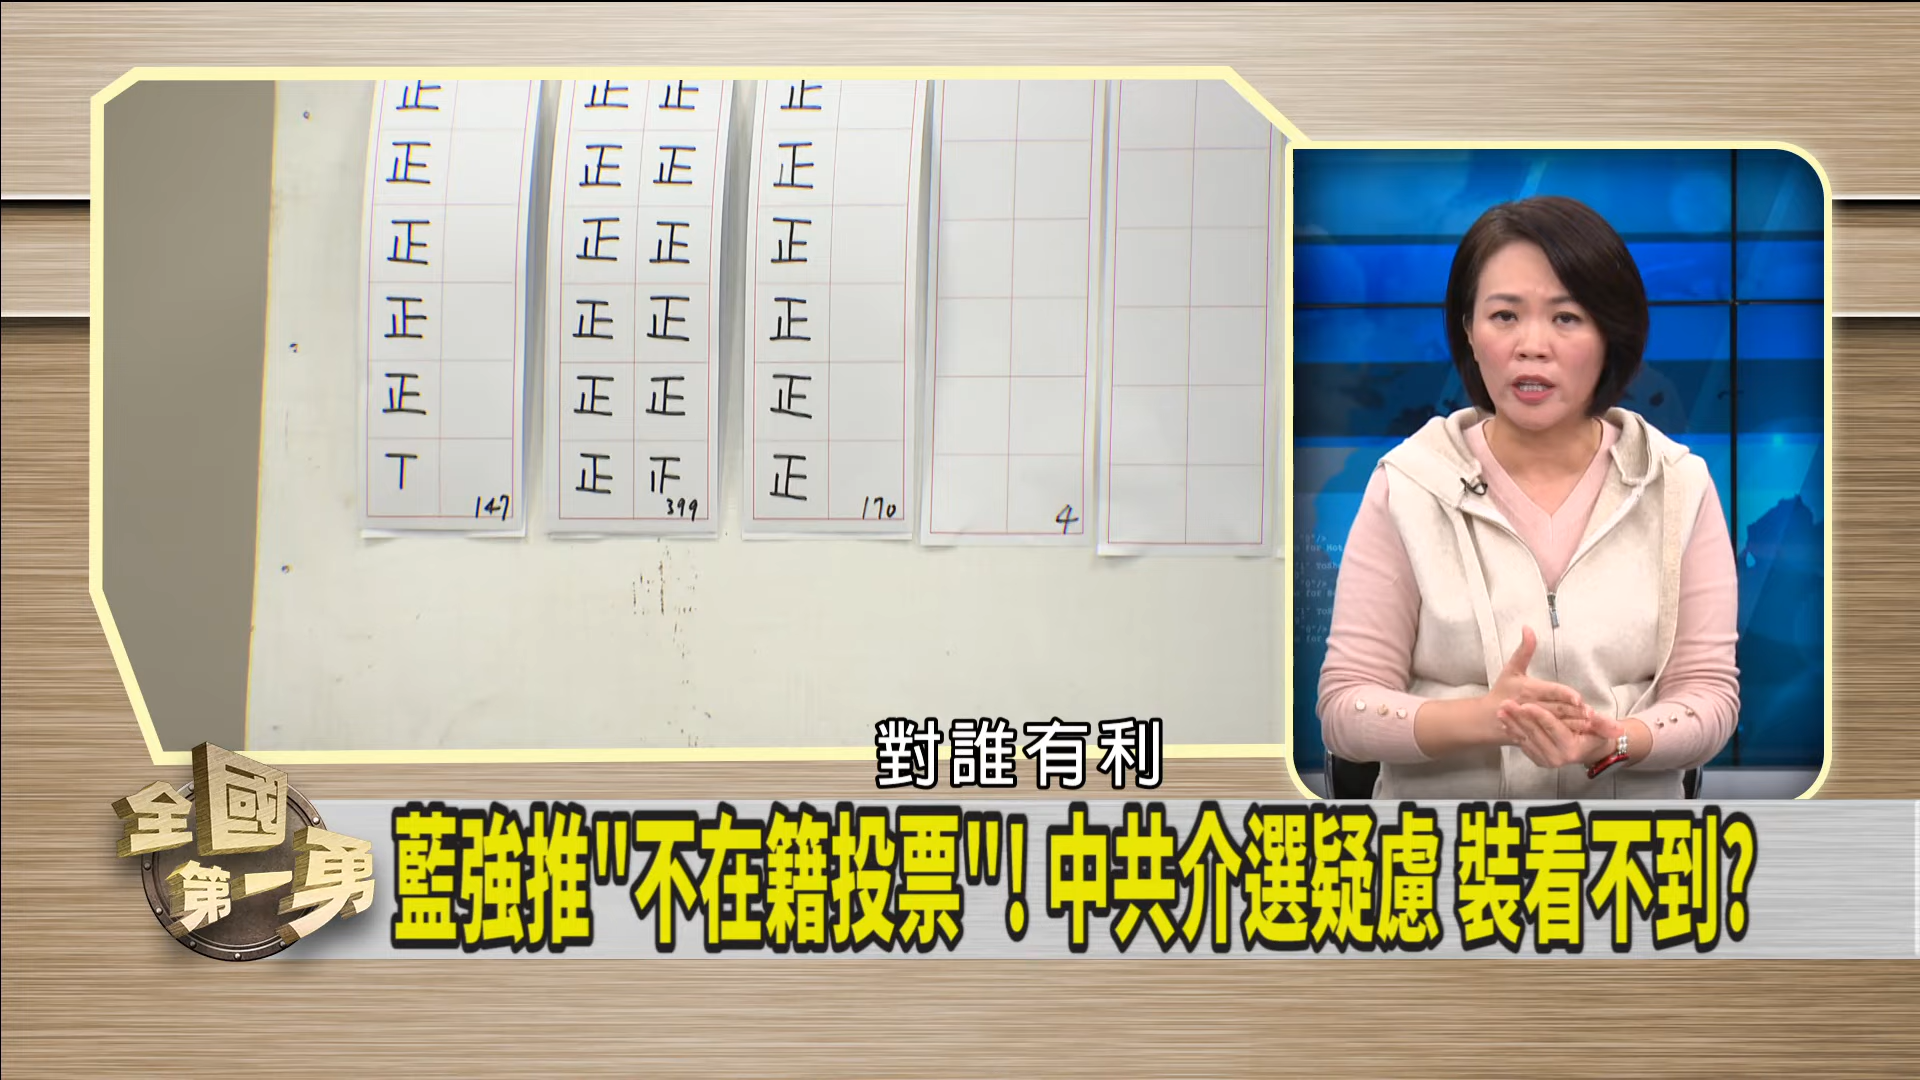 正
正 正
正
正
正 正
正
正
正 正
正
正
正 正
正
正
正 正
正
丅 147
正 正 399
正 170
4
對誰有利
全國
第一勇
藍強推"不在籍投票"! 中共介選疑慮 裝看不到?